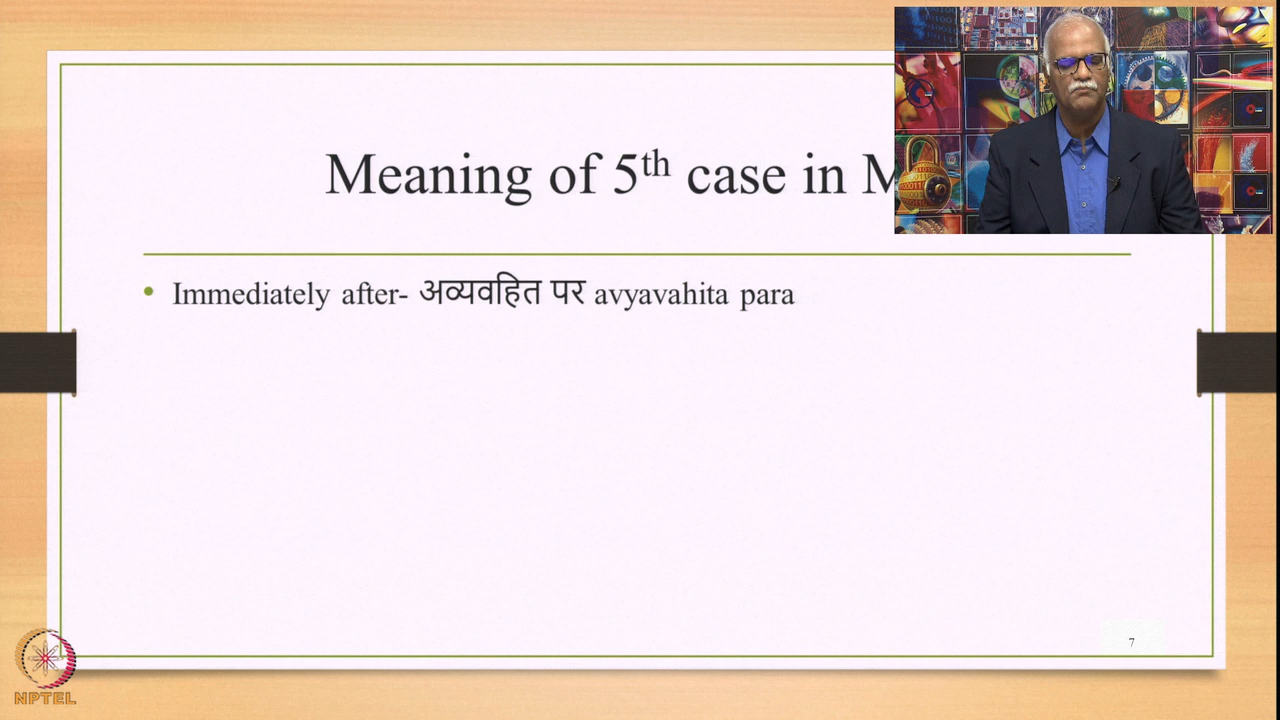 Meaning of 5th case in
• Immediately after- अव्यवहित पर avyavahita para
7
NPTEL